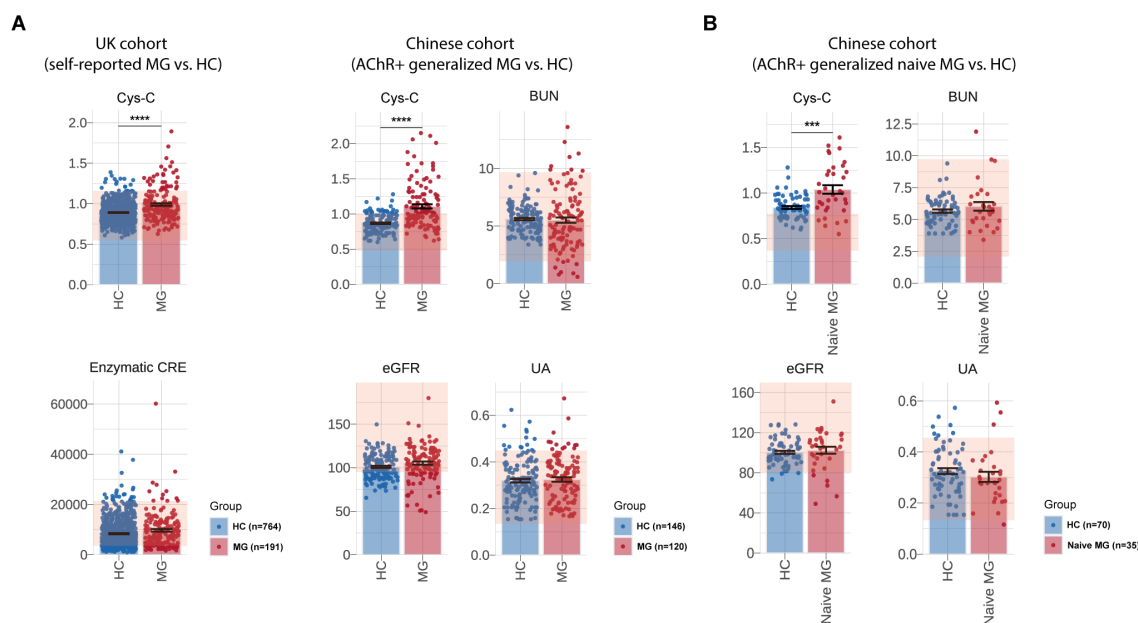 A
UK cohort
(self-reported MG vs. HC)
Cys-C
****
2.0
1.5
1.0
0.5
0.0
HC
MG
Enzymatic CRE
60000
40000
20000
0
HC
MG
Group
HC (n=764)
MG (n=191)
Chinese cohort
(AChR+ generalized MG vs. HC)
Cys-C
****
2.0
1.5
1.0
0.5
0.0
HC
MG
BUN
10
5
0
HC
MG
eGFR
150
100
50
0
HC
MG
UA
0.6
0.4
0.2
0.0
HC
MG
Group
HC (n=146)
MG (n=120)
B
Chinese cohort
(AChR+ generalized naive MG vs. HC)
Cys-C
***
1.5
1.0
0.5
0.0
HC
Naive MG
BUN
12.5
10.0
7.5
5.0
2.5
0.0
HC
Naive MG
eGFR
160
120
80
40
0
HC
Naive MG
UA
0.6
0.4
0.2
0.0
HC
Naive MG
Group
HC (n=70)
Naive MG (n=35)